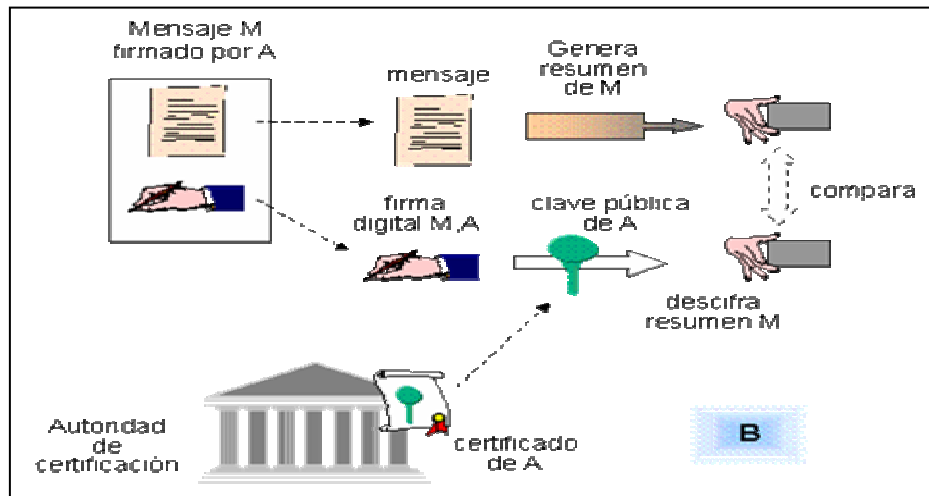 Mensaje M
firmado por A
mensaje
Genera
resumen
de M
compara
firma
digital M,A
clave pública
de A
descifra
resumen M
Autoridad
de
certificación
certificado
de A
B